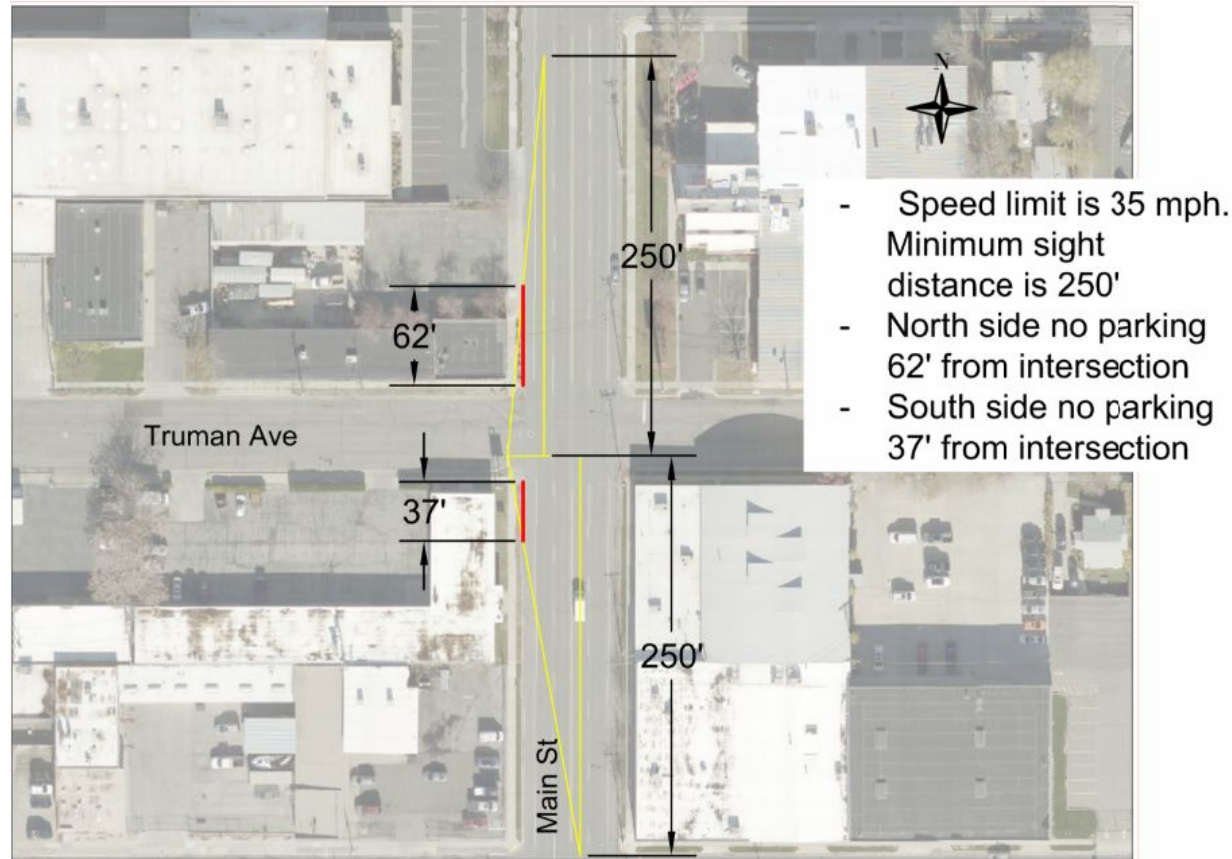 N
- Speed limit is 35 mph.
Minimum sight
distance is 250'
- North side no parking
62' from intersection
- South side no parking
37' from intersection
250'
62'
Truman Ave
37'
250'
Main St